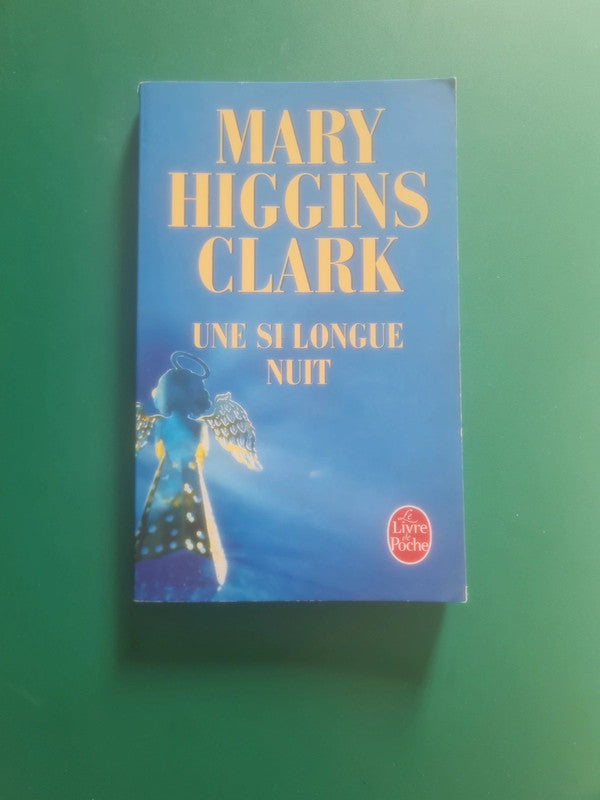 MARY
HIGGINS
CLARK
UNE SI LONGUE
NUIT
Le
Livre
de
Poche